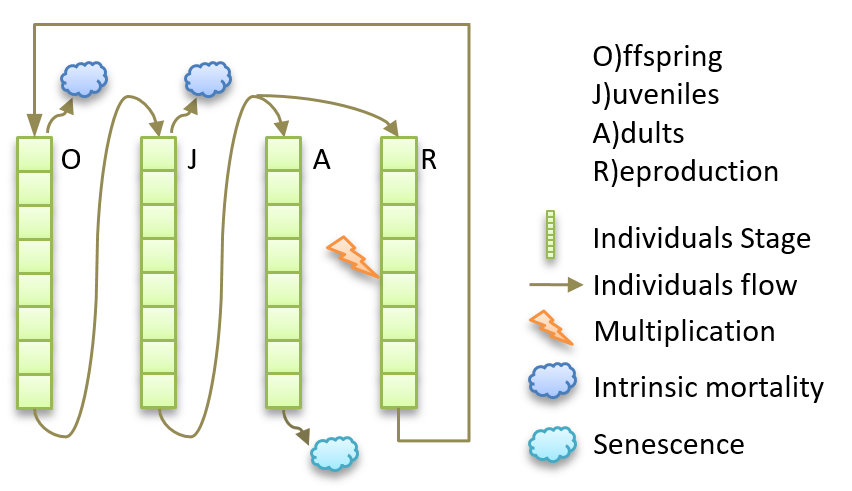 O
J
A
R
O)ffspring
J)uveniles
A)dults
R)eproduction
Individuals Stage
Individuals flow
Multiplication
Intrinsic mortality
Senescence